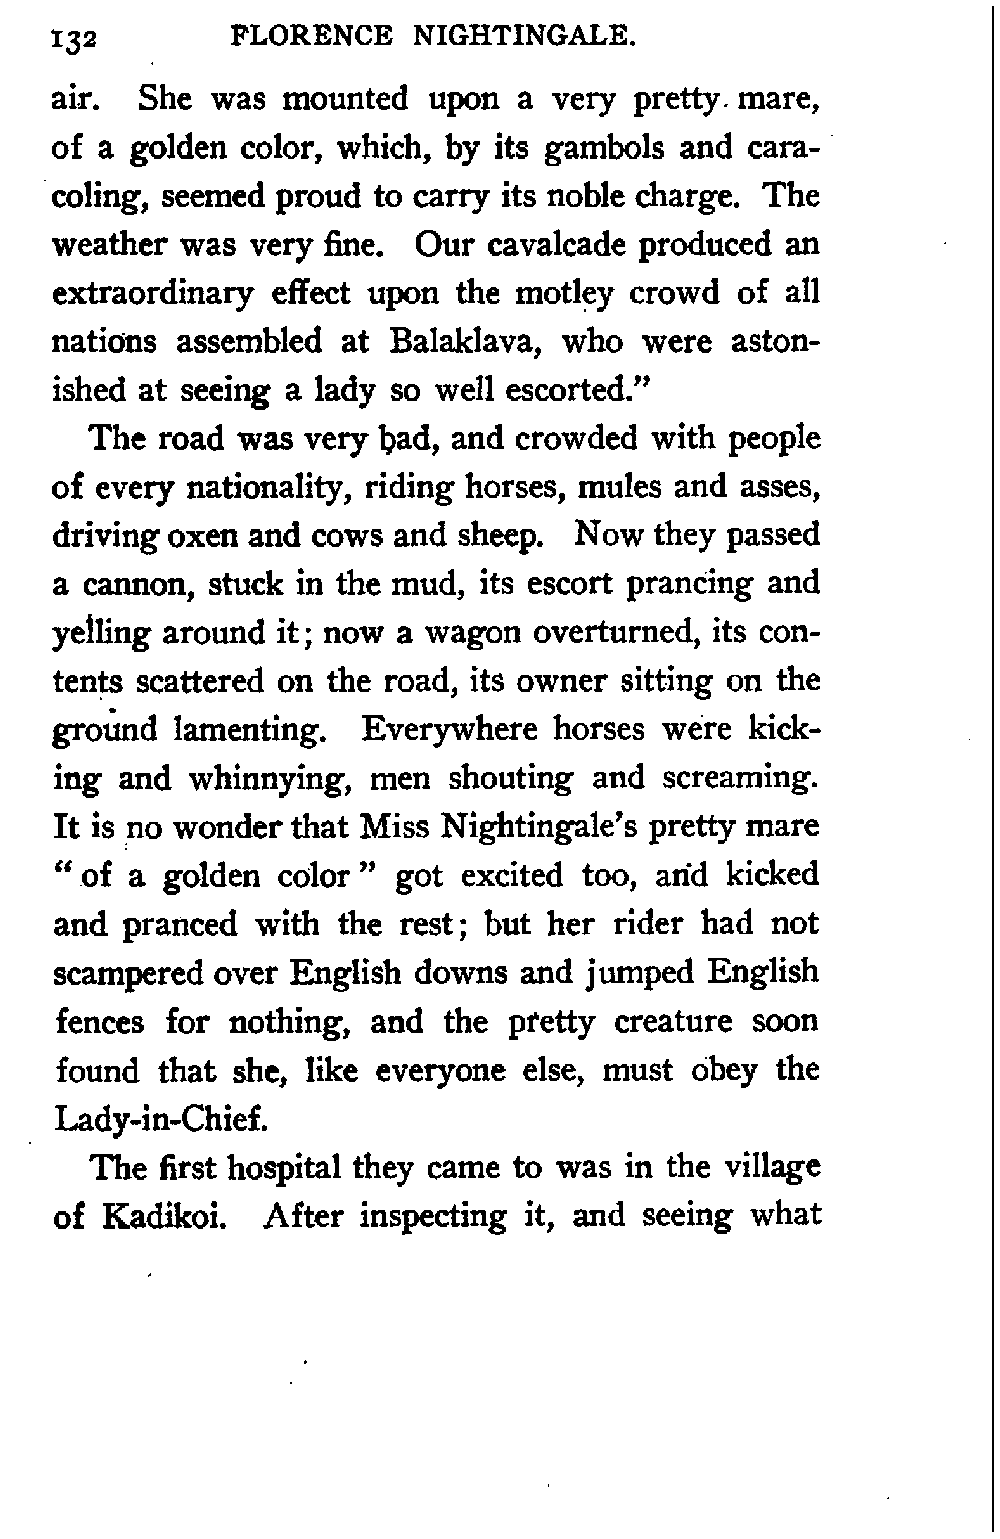 132 FLORENCE NIGHTINGALE.
air. She was mounted upon a very pretty mare,
of a golden color, which, by its gambols and cara-
coling, seemed proud to carry its noble charge. The
weather was very fine. Our cavalcade produced an
extraordinary effect upon the motley crowd of all
nations assembled at Balaklava, who were aston-
ished at seeing a lady so well escorted."
The road was very bad, and crowded with people
of every nationality, riding horses, mules and asses,
driving oxen and cows and sheep. Now they passed
a cannon, stuck in the mud, its escort prancing and
yelling around it; now a wagon overturned, its con-
tents scattered on the road, its owner sitting on the
ground lamenting. Everywhere horses were kick-
ing and whinnying, men shouting and screaming.
It is no wonder that Miss Nightingale's pretty mare
"of a golden color" got excited too, and kicked
and pranced with the rest; but her rider had not
scampered over English downs and jumped English
fences for nothing, and the pretty creature soon
found that she, like everyone else, must obey the
Lady-in-Chief.
The first hospital they came to was in the village
of Kadikoi. After inspecting it, and seeing what